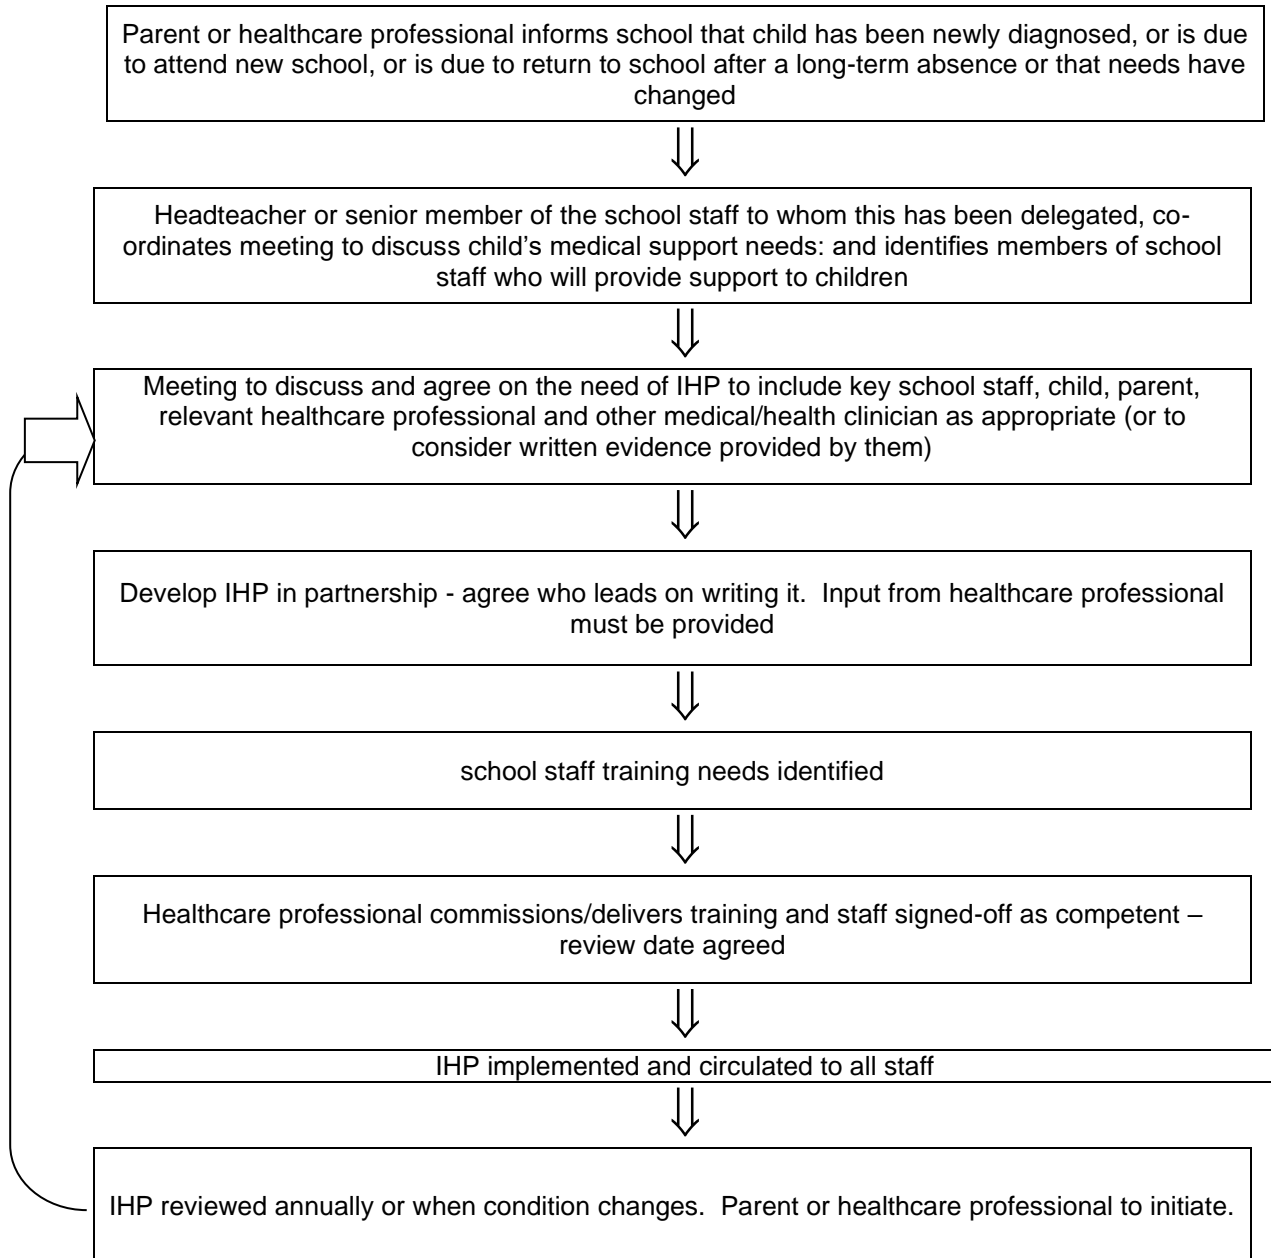 Parent or healthcare professional informs school that child has been newly diagnosed, or is due
to attend new school, or is due to return to school after a long-term absence or that needs have
changed
Headteacher or senior member of the school staff to whom this has been delegated, co-
ordinates meeting to discuss child's medical support needs: and identifies members of school
staff who will provide support to children
Meeting to discuss and agree on the need of IHP to include key school staff, child, parent,
relevant healthcare professional and other medical/health clinician as appropriate (or to
consider written evidence provided by them)
Develop IHP in partnership - agree who leads on writing it.  Input from healthcare professional
must be provided
school staff training needs identified
Healthcare professional commissions/delivers training and staff signed-off as competent –
review date agreed
IHP implemented and circulated to all staff
IHP reviewed annually or when condition changes.  Parent or healthcare professional to initiate.